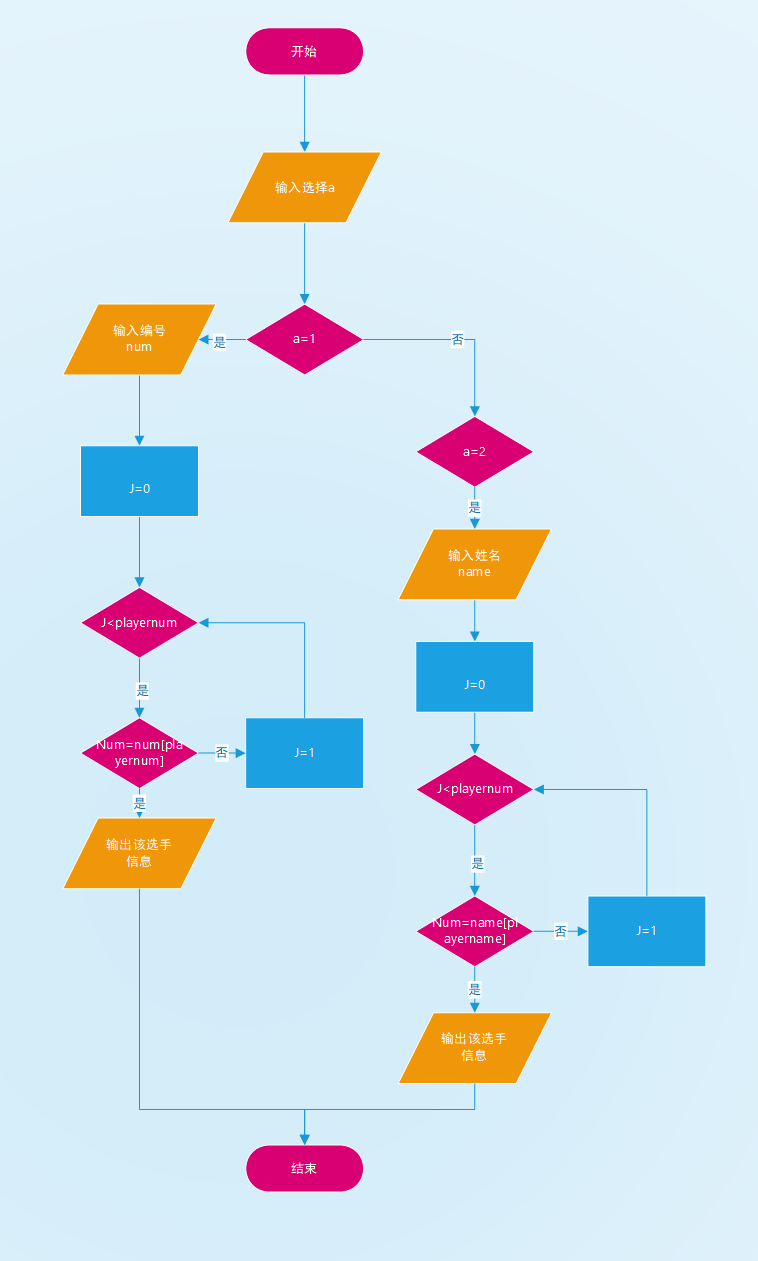 开始
输入选择a
输入编号
num
是
a=1
否
J=0
a=2
是
输入姓名
name
J<playernum
J=0
是
Num=num[pla
yernum]
否
J=1
J<playernum
是
输出该选手
信息
是
Num=name[pl
ayername]
否
J=1
是
输出该选手
信息
结束